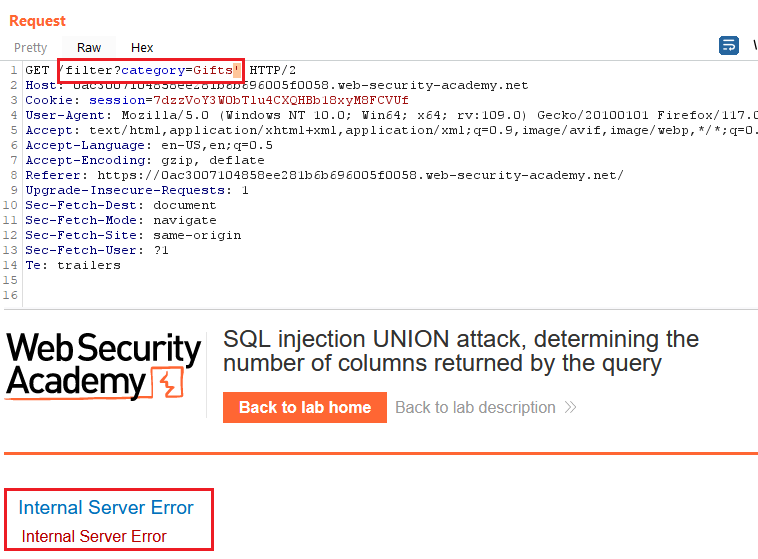 Request
Pretty Raw Hex
1 GET /filter?category=Gifts' HTTP/2
2 Host: 0ac3007104858ee281b6b696005f0058.web-security-academy.net
3 Cookie: session=7dzzVoY3WObTlu4CXQHBb18xyM8FCVUf
4 User-Agent: Mozilla/5.0 (Windows NT 10.0; Win64; x64; rv:109.0) Gecko/20100101 Firefox/117.0
5 Accept: text/html,application/xhtml+xml,application/xml;q=0.9,image/avif,image/webp,*/*;q=0.
6 Accept-Language: en-US,en;q=0.5
7 Accept-Encoding: gzip, deflate
8 Referer: https://0ac3007104858ee281b6b696005f0058.web-security-academy.net/
9 Upgrade-Insecure-Requests: 1
10 Sec-Fetch-Dest: document
11 Sec-Fetch-Mode: navigate
12 Sec-Fetch-Site: same-origin
13 Sec-Fetch-User: ?1
14 Te: trailers
15
16
Web Security
Academy
SQL injection UNION attack, determining the
number of columns returned by the query
Back to lab home Back to lab description
Internal Server Error
Internal Server Error